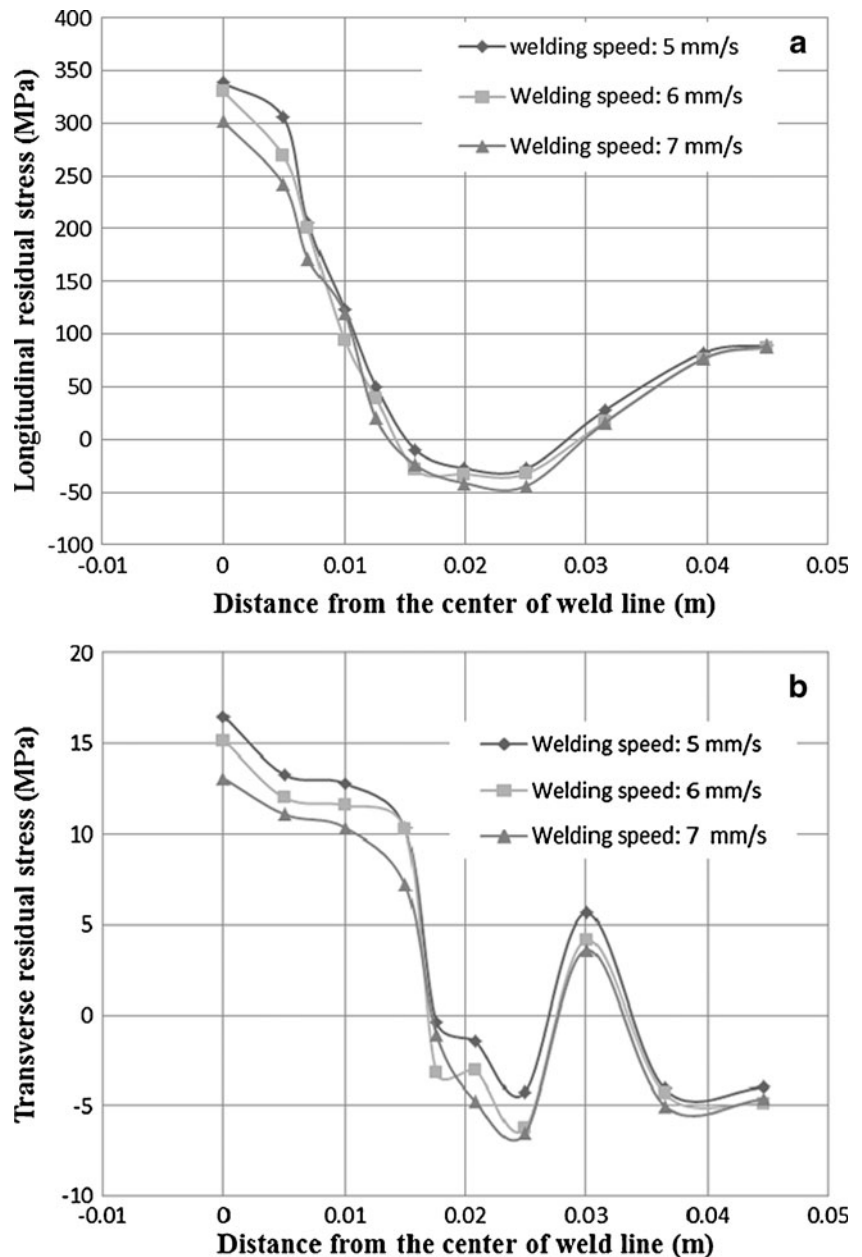 400
350
300
250
200
150
100
50
0
-50
-100
Longitudinal residual stress (MPa)
a
welding speed: 5 mm/s
Welding speed: 6 mm/s
Welding speed: 7 mm/s
-0.01 0 0.01 0.02 0.03 0.04 0.05
Distance from the center of weld line (m)
20
15
10
5
0
-5
-10
Transverse residual stress (MPa)
b
Welding speed: 5 mm/s
Welding speed: 6 mm/s
Welding speed: 7 mm/s
-0.01 0 0.01 0.02 0.03 0.04 0.05
Distance from the center of weld line (m)